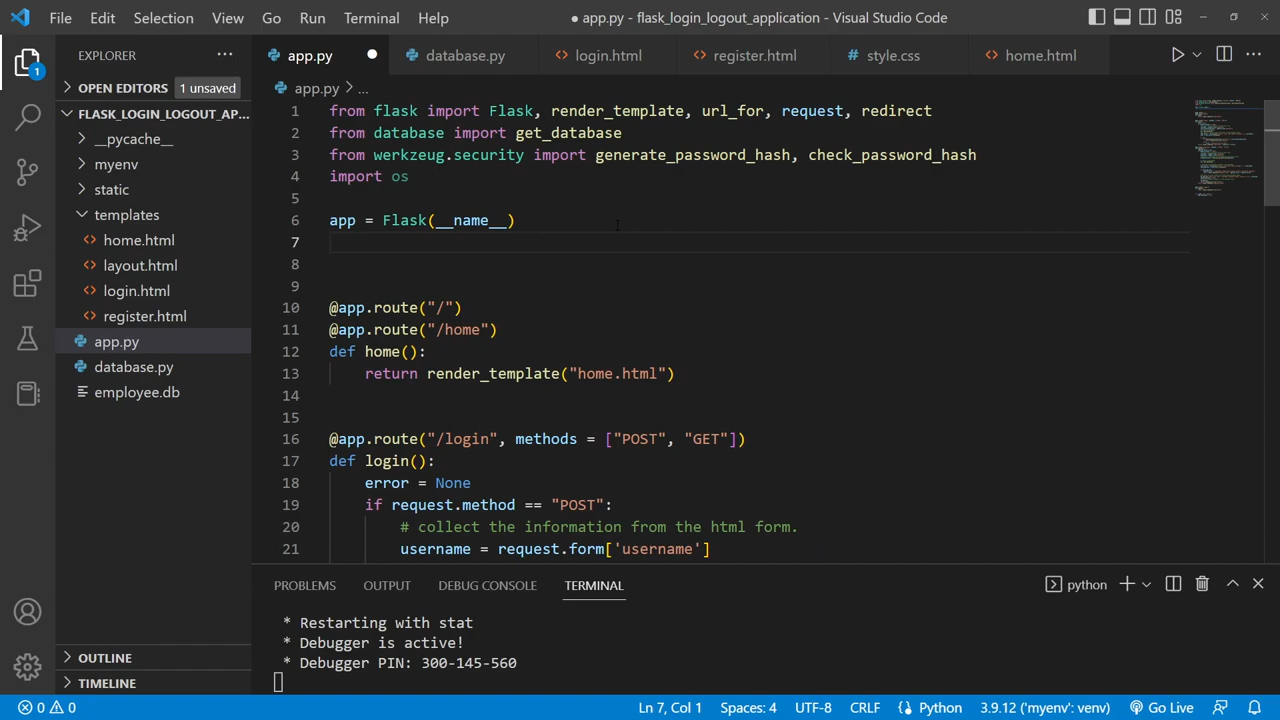 File Edit Selection View Go Run Terminal Help ● app.py - flask_login_logout_application - Visual Studio Code
EXPLORER ···
app.py ● database.py login.html register.html style.css home.html ···
OPEN EDITORS 1 unsaved
app.py > ...
FLASK_LOGIN_LOGOUT_AP...
__pycache__
myenv
static
templates
home.html
layout.html
login.html
register.html
app.py
database.py
employee.db
OUTLINE
TIMELINE
1
1 from flask import Flask, render_template, url_for, request, redirect
2 from database import get_database
3 from werkzeug.security import generate_password_hash, check_password_hash
4 import os
5
6 app = Flask(__name__)
7
8
9
10 @app.route("/")
11 @app.route("/home")
12 def home():
13 return render_template("home.html")
14
15
16 @app.route("/login", methods = ["POST", "GET"])
17 def login():
18 error = None
19 if request.method == "POST":
20 # collect the information from the html form.
21 username = request.form['username']
PROBLEMS OUTPUT DEBUG CONSOLE TERMINAL python
* Restarting with stat
* Debugger is active!
* Debugger PIN: 300-145-560
0 0 Ln 7, Col 1 Spaces: 4 UTF-8 CRLF Python 3.9.12 ('myenv': venv) Go Live